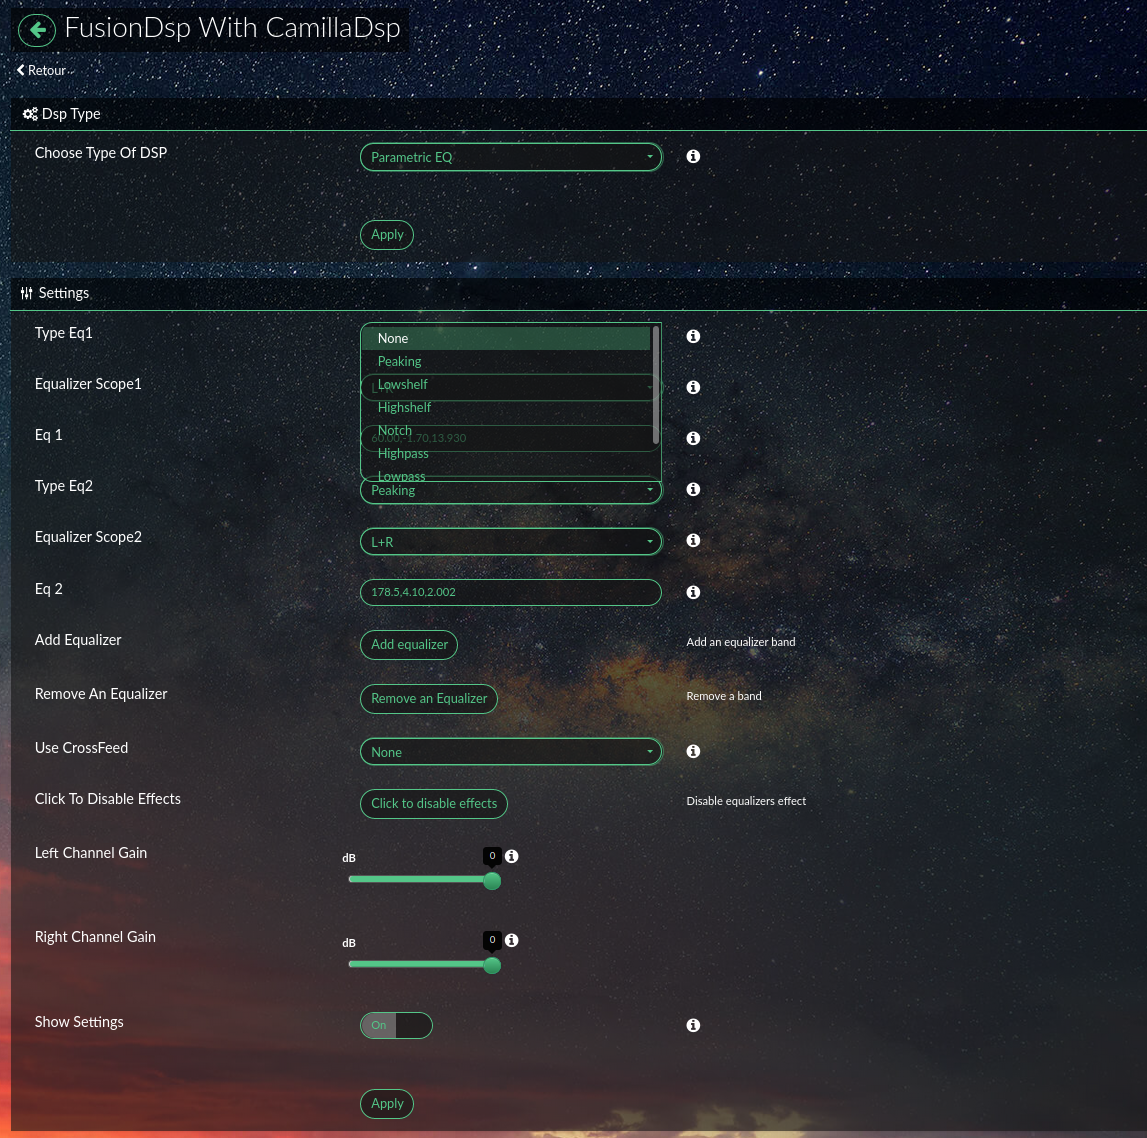 FusionDsp With CamillaDsp
Retour
Dsp Type
Choose Type Of DSP
Parametric EQ
Apply
Settings
Type Eq1
None
Peaking
Equalizer Scope1
Lowshelf
L+R
Highshelf
Eq 1
Notch
60.00,-1.70,13.930
Highpass
Lowpass
Type Eq2
Peaking
Equalizer Scope2
L+R
Eq 2
178.5,4.10,2.002
Add Equalizer
Add equalizer
Add an equalizer band
Remove An Equalizer
Remove an Equalizer
Remove a band
Use CrossFeed
None
Click To Disable Effects
Click to disable effects
Disable equalizers effect
Left Channel Gain
dB
0
Right Channel Gain
dB
0
Show Settings
On
Apply